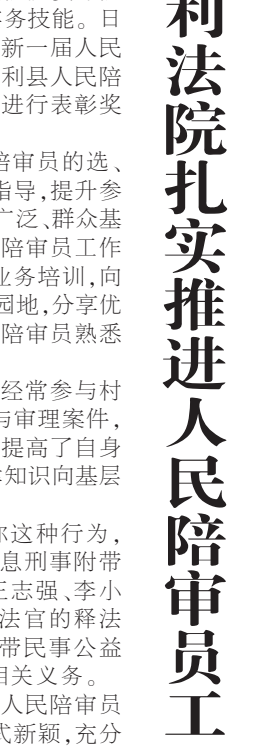 利法院扎实推进人民陪审员工
务技能。日
新一届人民
利县人民陪
进行表彰奖
陪审员的选、
指导，提升参
广泛、群众基
陪审员工作
业务培训，向
园地，分享优
陪审员熟悉
经常参与村
与审理案件，
提高了自身
知识向基层
你这种行为，
息刑事附带
王志强、李小
法官的释法
带民事公益
相关义务。
人民陪审员
式新颖，充分